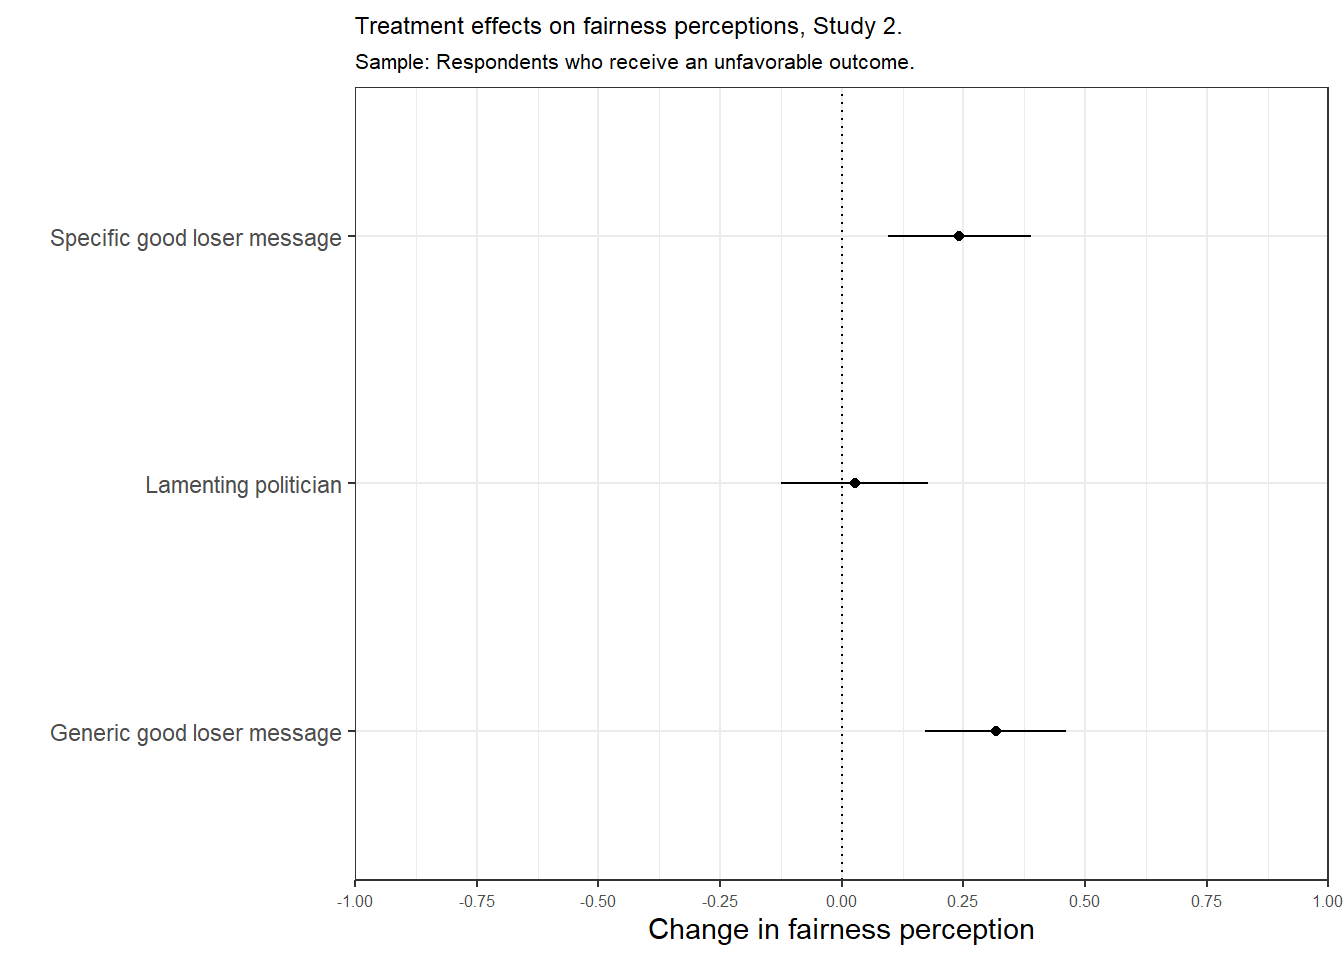 Treatment effects on fairness perceptions, Study 2.
Sample: Respondents who receive an unfavorable outcome.
Specific good loser message
Lamenting politician
Generic good loser message
-1.00 -0.75 -0.50 -0.25 0.00 0.25 0.50 0.75 1.00
Change in fairness perception